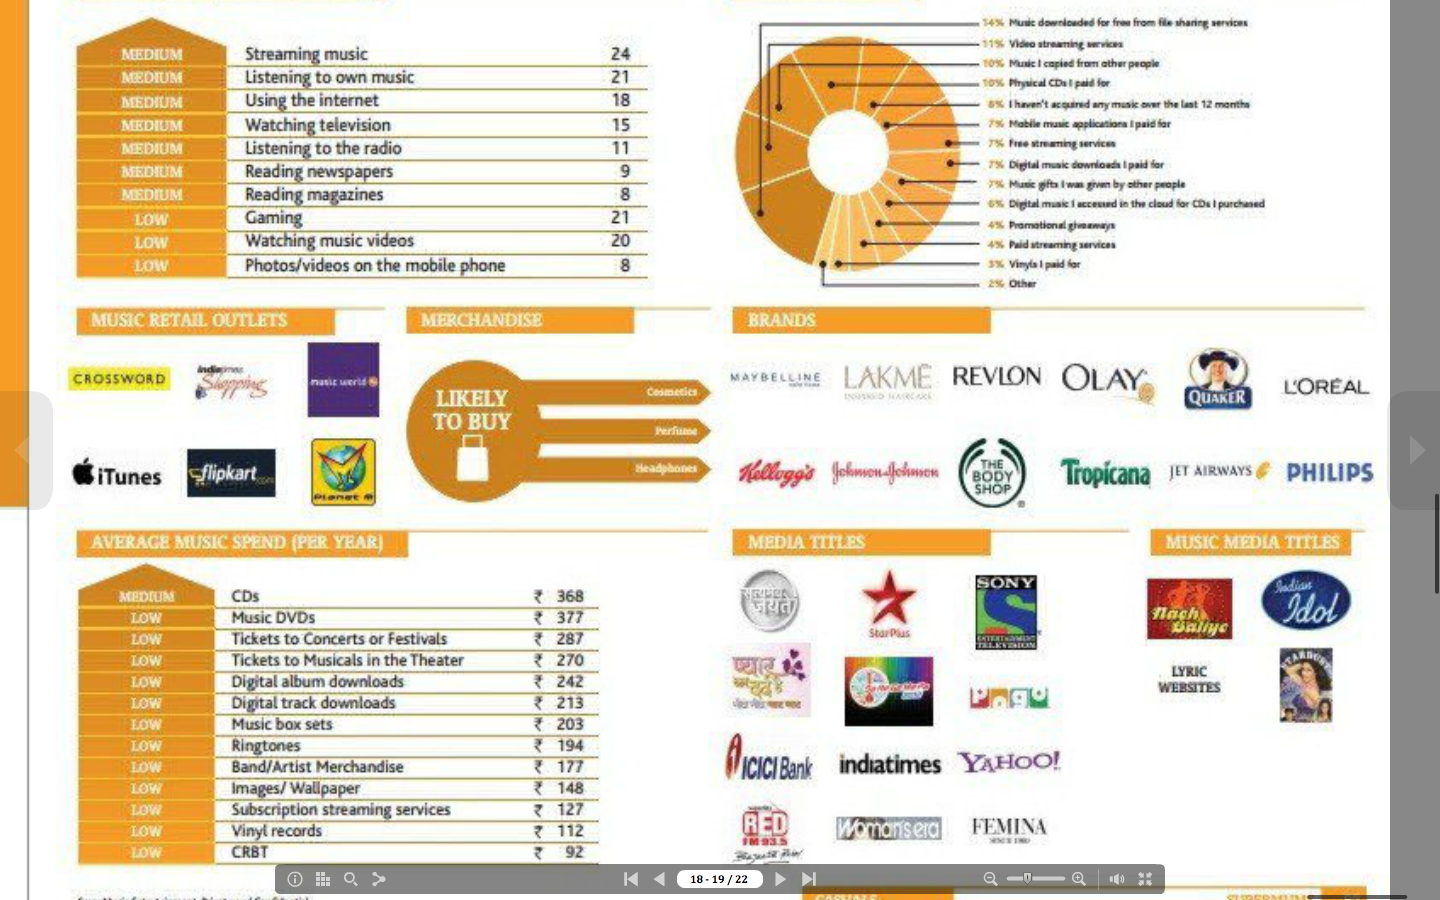 MEDIUM Streaming music 24
MEDIUM Listening to own music 21
MEDIUM Using the internet 18
MEDIUM Watching television 15
MEDIUM Listening to the radio 11
MEDIUM Reading newspapers 9
MEDIUM Reading magazines 8
LOW Gaming 21
LOW Watching music videos 20
LOW Photos/videos on the mobile phone 8
14% Music downloaded for free from file sharing services
11% Video streaming services
10% Music I copied from other people
10% Physical CDs I paid for
8% I haven't acquired any music over the last 12 months
7% Mobile music applications I paid for
7% Free streaming services
7% Digital music downloads I paid for
7% Music gifts I was given by other people
6% Digital music I accessed in the cloud for CDs I purchased
4% Promotional giveaways
4% Paid streaming services
3% Vinyls I paid for
2% Other
MUSIC RETAIL OUTLETS
CROSSWORD
indiatimes
Shopping
music world
iTunes
flipkart.com
Planet M
MERCHANDISE
LIKELY
TO BUY
Cosmetics
Perfume
Headphones
BRANDS
MAYBELLINE
NEW YORK
LAKMĒ
REVLON
OLAY
QUAKER
L'ORÉAL
Kellogg's
Johnson & Johnson
THE
BODY
SHOP
®
Tropicana
JET AIRWAYS
PHILIPS
AVERAGE MUSIC SPEND (PER YEAR)
MEDIUM CDs ₹ 368
LOW Music DVDs ₹ 377
LOW Tickets to Concerts or Festivals ₹ 287
LOW Tickets to Musicals in the Theater ₹ 270
LOW Digital album downloads ₹ 242
LOW Digital track downloads ₹ 213
LOW Music box sets ₹ 203
LOW Ringtones ₹ 194
LOW Band/Artist Merchandise ₹ 177
LOW Images/ Wallpaper ₹ 148
LOW Subscription streaming services ₹ 127
LOW Vinyl records ₹ 112
LOW CRBT ₹ 92
MEDIA TITLES
सत्यमेव
जयते
StarPlus
SONY
ENTERTAINMENT
TELEVISION
प्यार
का दर्द है
Pogo
ICICI Bank
indiatimes
YAHOO!
RED
FM 93.5
Woman's era
FEMINA
SINCE 1959
MUSIC MEDIA TITLES
Nach
Baliye
Indian
Idol
LYRIC
WEBSITES
STARDUST
18 - 19 / 22